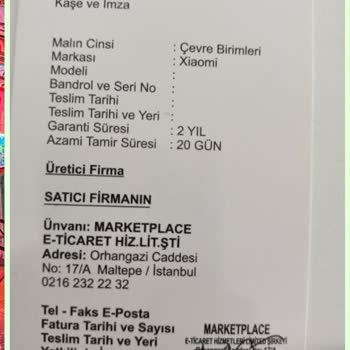 Kaşe ve İmza
Malın Cinsi : Çevre Birimleri
Markası : Xiaomi
Modeli :
Bandrol ve Seri No :
Teslim Tarihi :
Teslim Tarihi ve Yeri :
Garanti Süresi : 2 YIL
Azami Tamir Süresi : 20 GÜN
Üretici Firma
SATICI FİRMANIN
Ünvanı: MARKETPLACE
E-TİCARET HİZ.LİT.ŞTİ
Adresi: Orhangazi Caddesi
No: 17/A Maltepe / İstanbul
0216 232 22 32
Tel - Faks E-Posta
Fatura Tarihi ve Sayısı
Teslim Tarih ve Yeri
MARKETPLACE
E-TİCARET HİZMETLERİ LİMİTED ŞİRKETİ